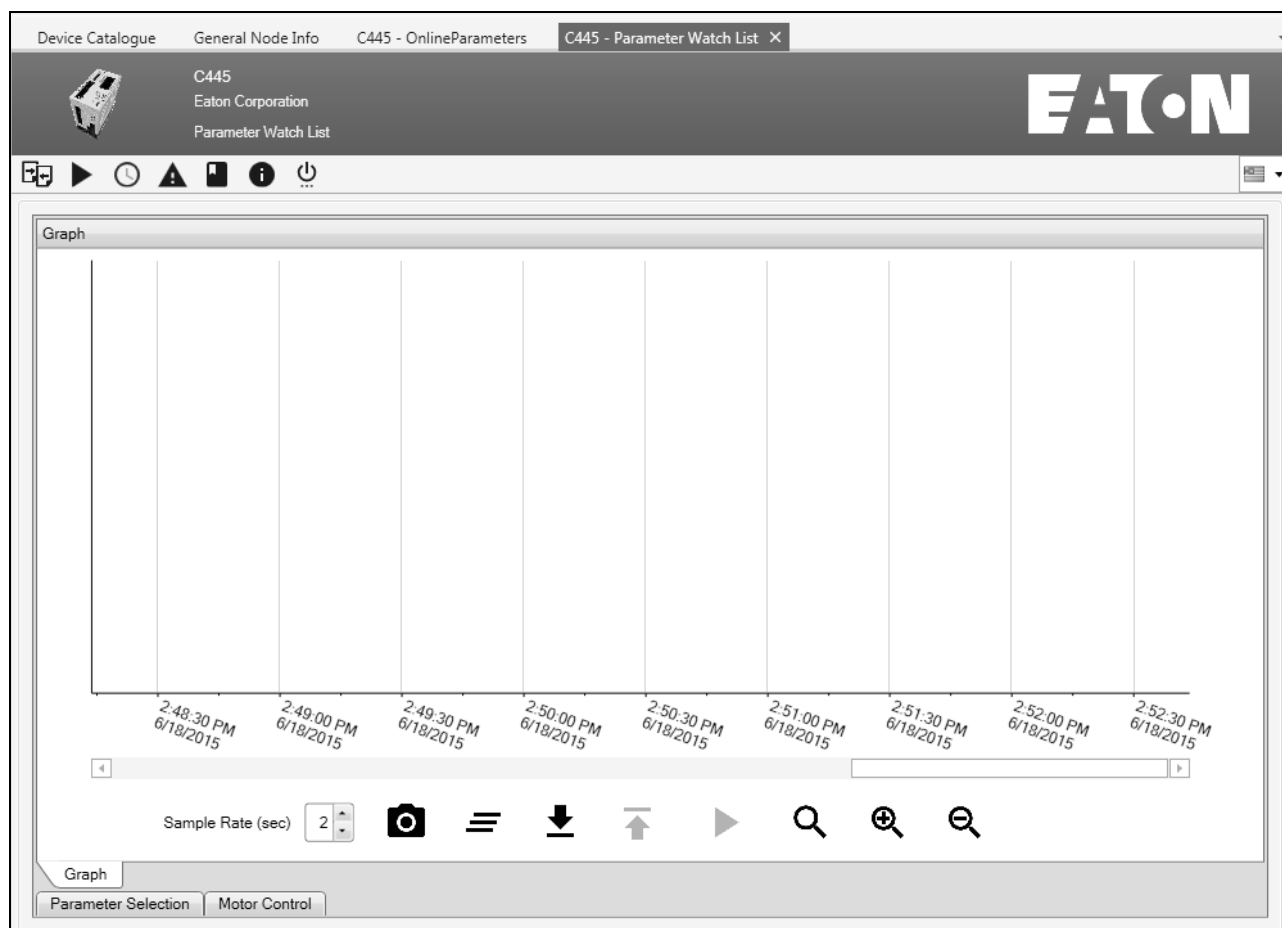 Device Catalogue General Node Info C445 - OnlineParameters C445 - Parameter Watch List ×
C445
Eaton Corporation
Parameter Watch List
EATON
Graph
2:48:30 PM 2:49:00 PM 2:49:30 PM 2:50:00 PM 2:50:30 PM 2:51:00 PM 2:51:30 PM 2:52:00 PM 2:52:30 PM
6/18/2015 6/18/2015 6/18/2015 6/18/2015 6/18/2015 6/18/2015 6/18/2015 6/18/2015 6/18/2015
Sample Rate (sec) 2
Graph
Parameter Selection Motor Control